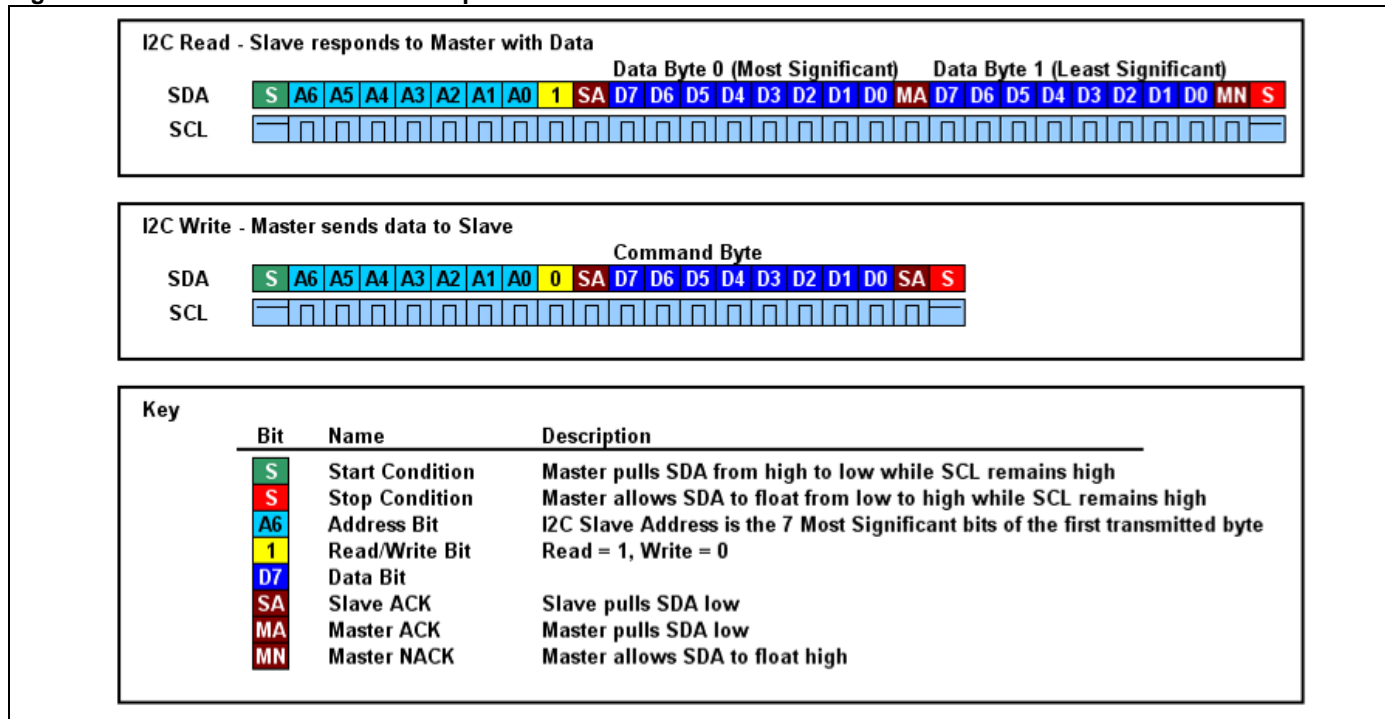 I2C Read - Slave responds to Master with Data
Data Byte 0 (Most Significant) Data Byte 1 (Least Significant)
SDA S A6 A5 A4 A3 A2 A1 A0 1 SA D7 D6 D5 D4 D3 D2 D1 D0 MA D7 D6 D5 D4 D3 D2 D1 D0 MN S
SCL
I2C Write - Master sends data to Slave
Command Byte
SDA S A6 A5 A4 A3 A2 A1 A0 0 SA D7 D6 D5 D4 D3 D2 D1 D0 SA S
SCL
Key
Bit Name Description
S Start Condition Master pulls SDA from high to low while SCL remains high
S Stop Condition Master allows SDA to float from low to high while SCL remains high
A6 Address Bit I2C Slave Address is the 7 Most Significant bits of the first transmitted byte
1 Read/Write Bit Read = 1, Write = 0
D7 Data Bit
SA Slave ACK Slave pulls SDA low
MA Master ACK Master pulls SDA low
MN Master NACK Master allows SDA to float high